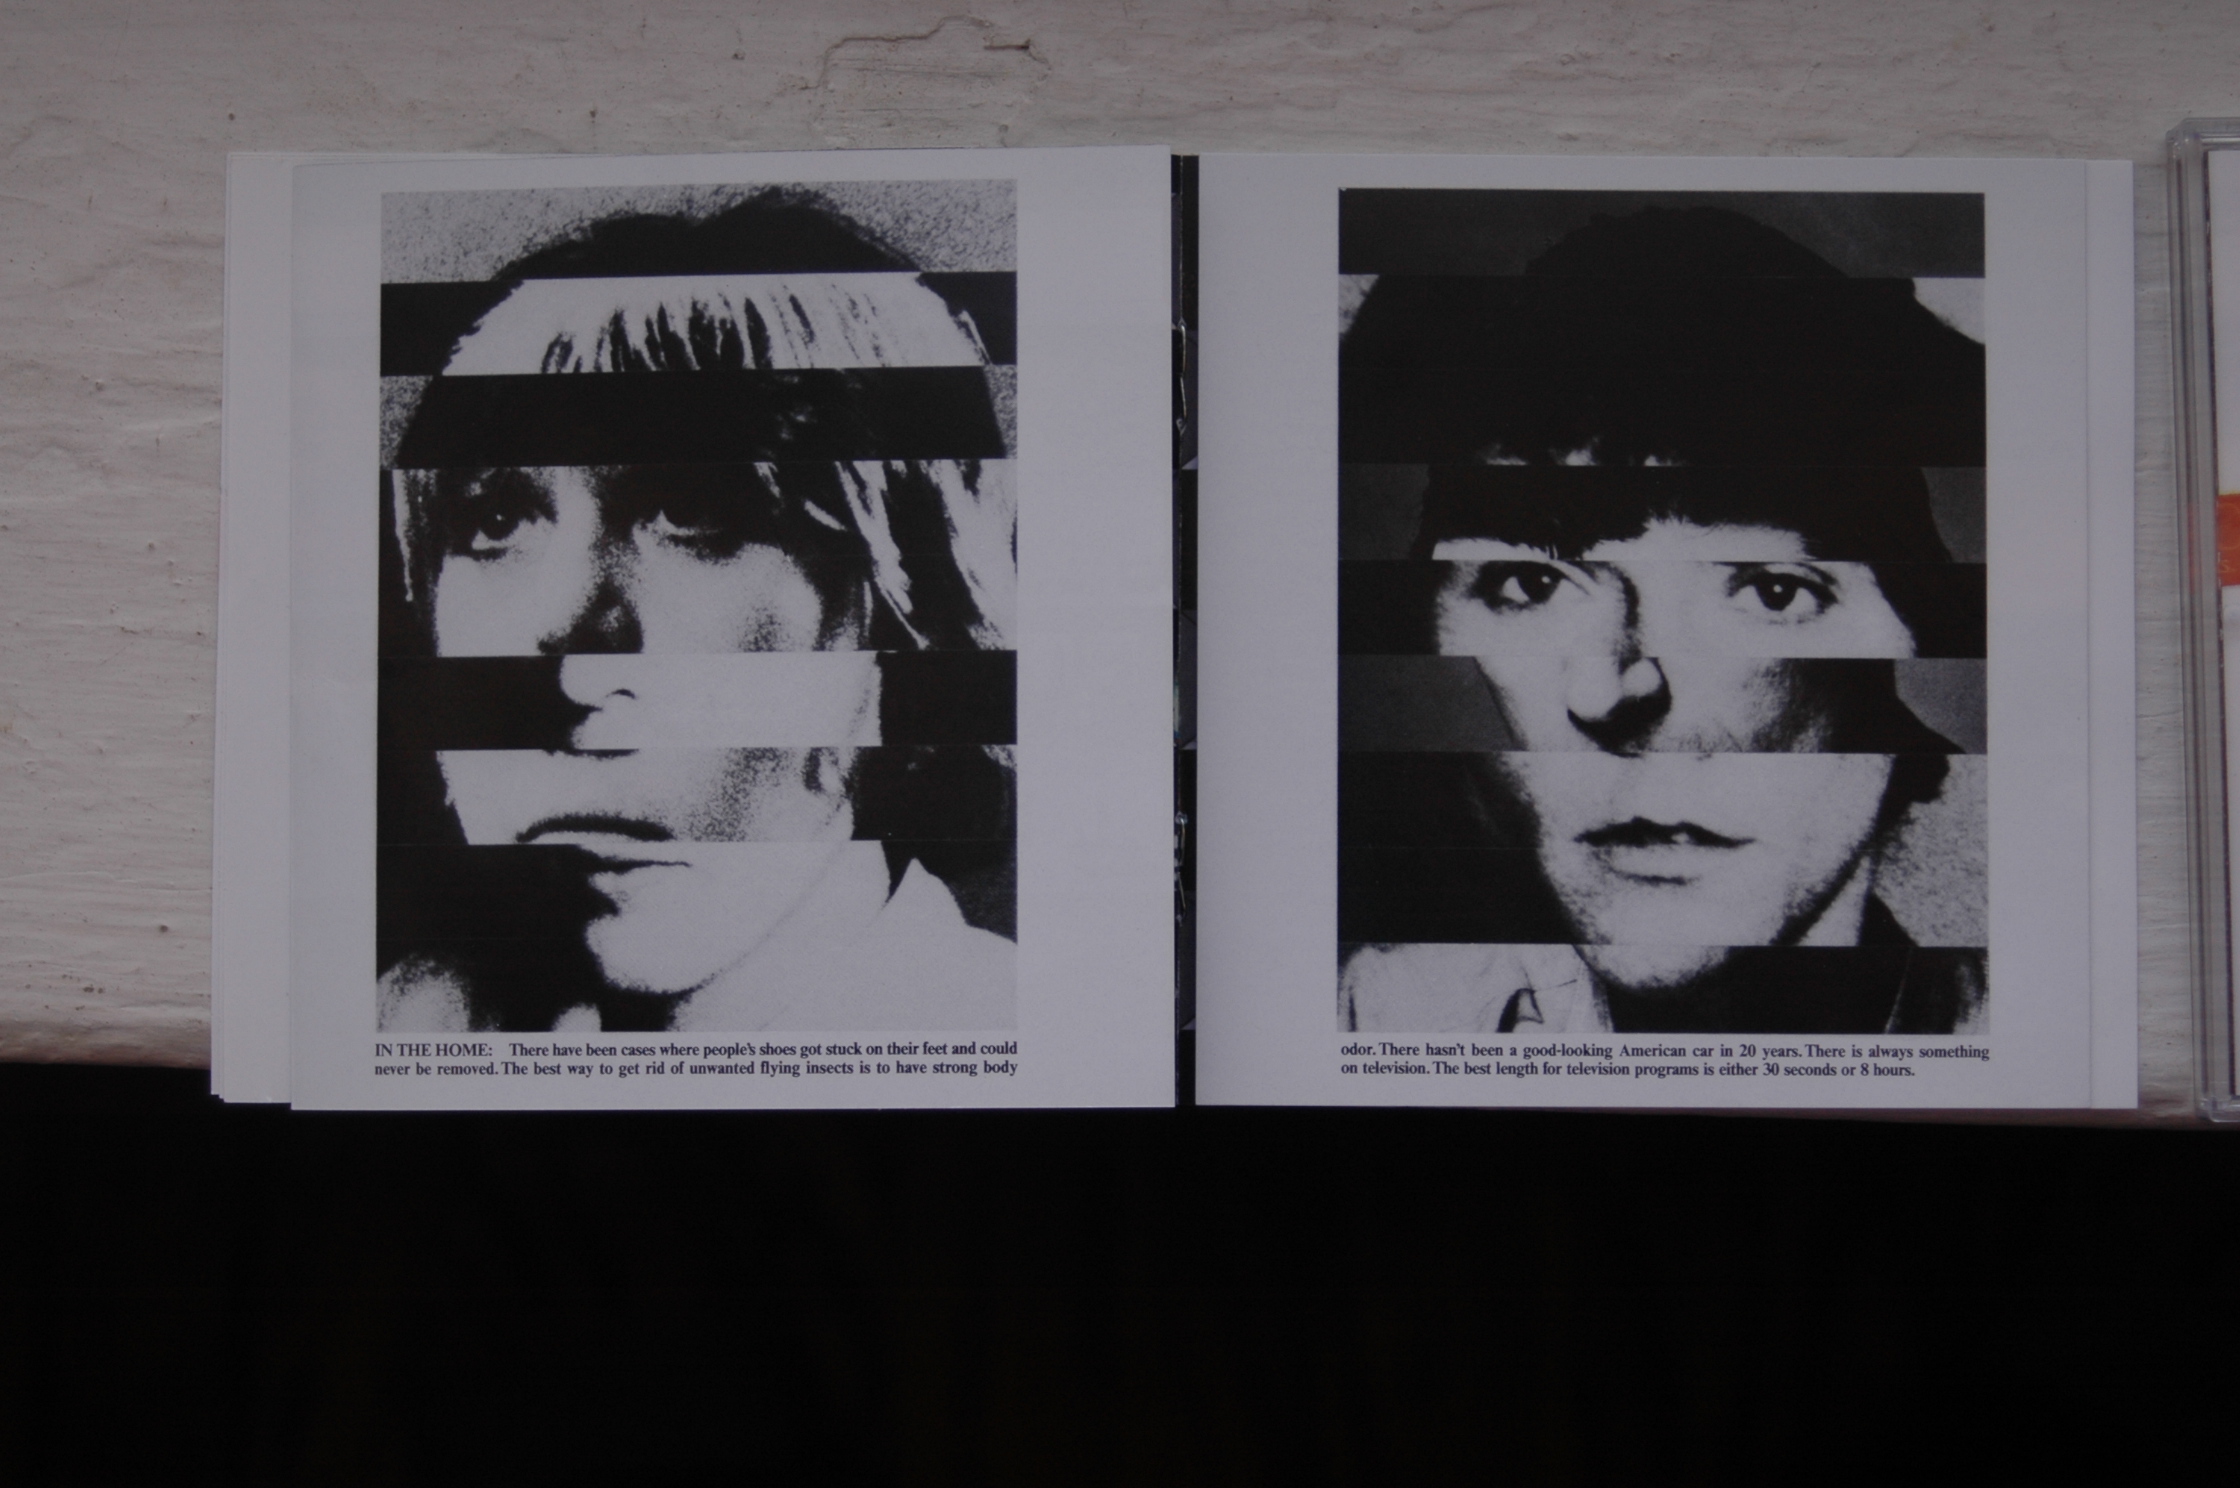 IN THE HOME: There have been cases where people's shoes got stuck on their feet and could
never be removed. The best way to get rid of unwanted flying insects is to have strong body
odor. There hasn't been a good-looking American car in 20 years. There is always something
on television. The best length for television programs is either 30 seconds or 8 hours.